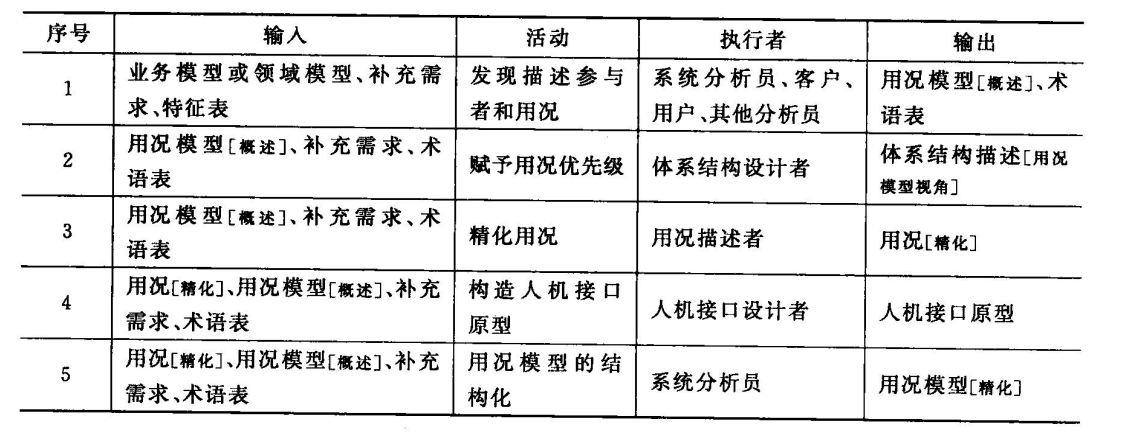 序号 输入 活动 执行者 输出
1 业务模型或领域模型、补充需求、特征表 发现描述参与者和用况 系统分析员、客户、用户、其他分析员 用况模型[概述]、术语表
2 用况模型[概述]、补充需求、术语表 赋予用况优先级 体系结构设计者 体系结构描述[用况模型视角]
3 用况模型[概述]、补充需求、术语表 精化用况 用况描述者 用况[精化]
4 用况[精化]、用况模型[概述]、补充需求、术语表 构造人机接口原型 人机接口设计者 人机接口原型
5 用况[精化]、用况模型[概述]、补充需求、术语表 用况模型的结构化 系统分析员 用况模型[精化]